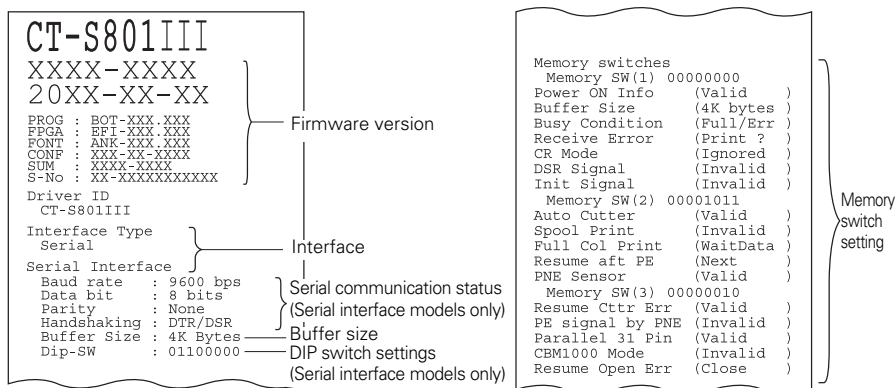 CT-S801III
XXXX-XXXX
20XX-XX-XX
PROG : BOT-XXX.XXX
FPGA : EFI-XXX.XXX
FONT : ANK-XXX.XXX
CONF : XXX-XX-XXXX
SUM : XXXX-XXXX
S-No : XX-XXXXXXXXXXX
Firmware version
Driver ID
CT-S801III
Interface Type
Serial
Interface
Serial Interface
Baud rate : 9600 bps
Data bit : 8 bits
Parity : None
Handshaking : DTR/DSR
Serial communication status
(Serial interface models only)
Buffer Size : 4K Bytes
Buffer size
Dip-SW : 01100000
DIP switch settings
(Serial interface models only)
Memory switches
Memory SW(1) 00000000
Power ON Info (Valid )
Buffer Size (4K bytes )
Busy Condition (Full/Err )
Receive Error (Print ? )
CR Mode (Ignored )
DSR Signal (Invalid )
Init Signal (Invalid )
Memory SW(2) 00001011
Auto Cutter (Valid )
Spool Print (Invalid )
Full Col Print (WaitData )
Resume aft PE (Next )
PNE Sensor (Valid )
Memory SW(3) 00000010
Resume Cttr Err (Valid )
PE signal by PNE (Invalid )
Parallel 31 Pin (Valid )
CBM1000 Mode (Invalid )
Resume Open Err (Close )
Memory
switch
setting